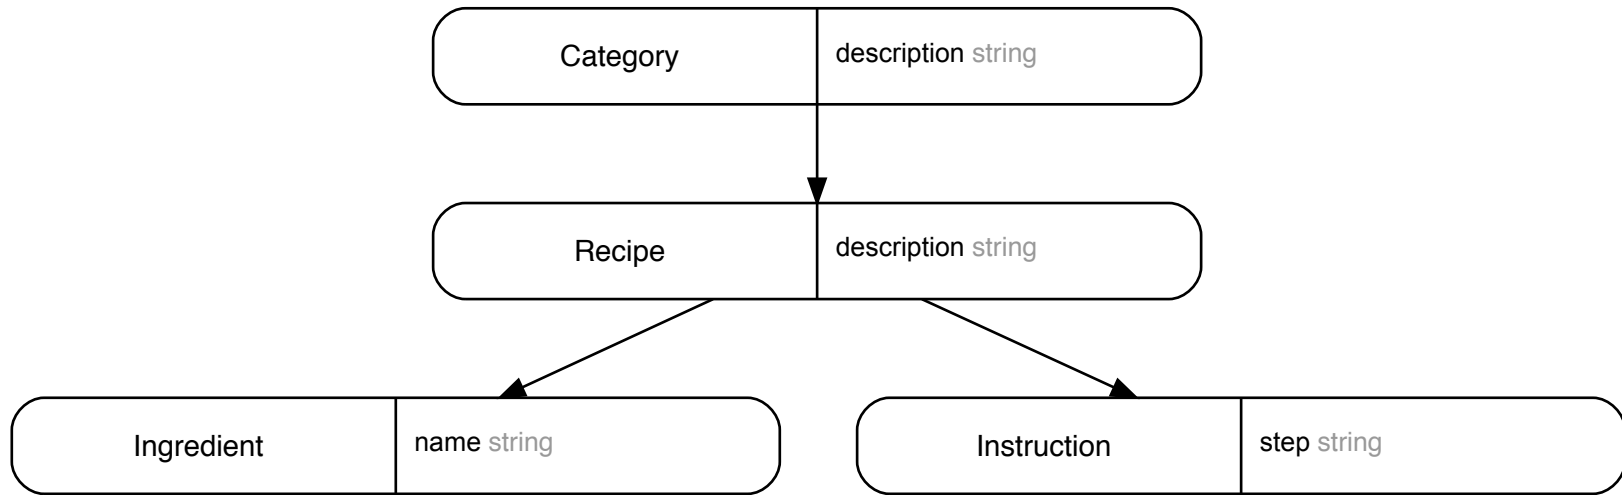 Category
description string
Recipe
description string
Ingredient
name string
Instruction
step string